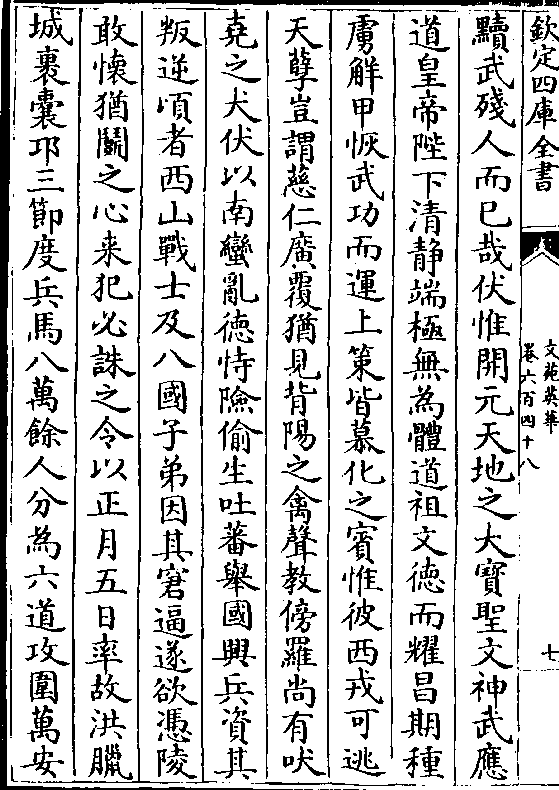 欽定四庫全書
文苑英華
卷六百四十八
七
黷武殘人而已哉伏惟開元天地之大寶聖文神武應
道皇帝陛下清静端極無為體道祖文德而耀昌期種
虜觧甲恢武功而運上策皆慕化之賓惟彼西戎可逃
天孽豈謂慈仁廣覆猶見背陽之禽聲教傍羅尚有吠
堯之犬伏以南蠻亂徳恃險偷生吐蕃舉國興兵資其
叛逆頃者西山戰士及八國子弟因其窘逼遂欲憑陵
敢懷猶鬭之心来犯必誅之令以正月五日率故洪臘
城裹囊邛三節度兵馬八萬餘人分為六道攻圍萬安